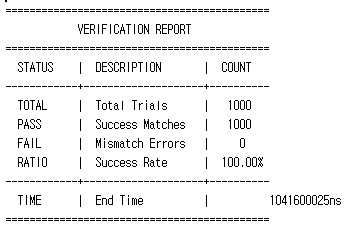 =========================================
VERIFICATION REPORT
=========================================
STATUS | DESCRIPTION | COUNT
-----------+------------------+---------
TOTAL | Total Trials | 1000
PASS | Success Matches | 1000
FAIL | Mismatch Errors | 0
RATIO | Success Rate | 100.00%
-----------+------------------+---------
TIME | End Time | 1041600025ns
=========================================